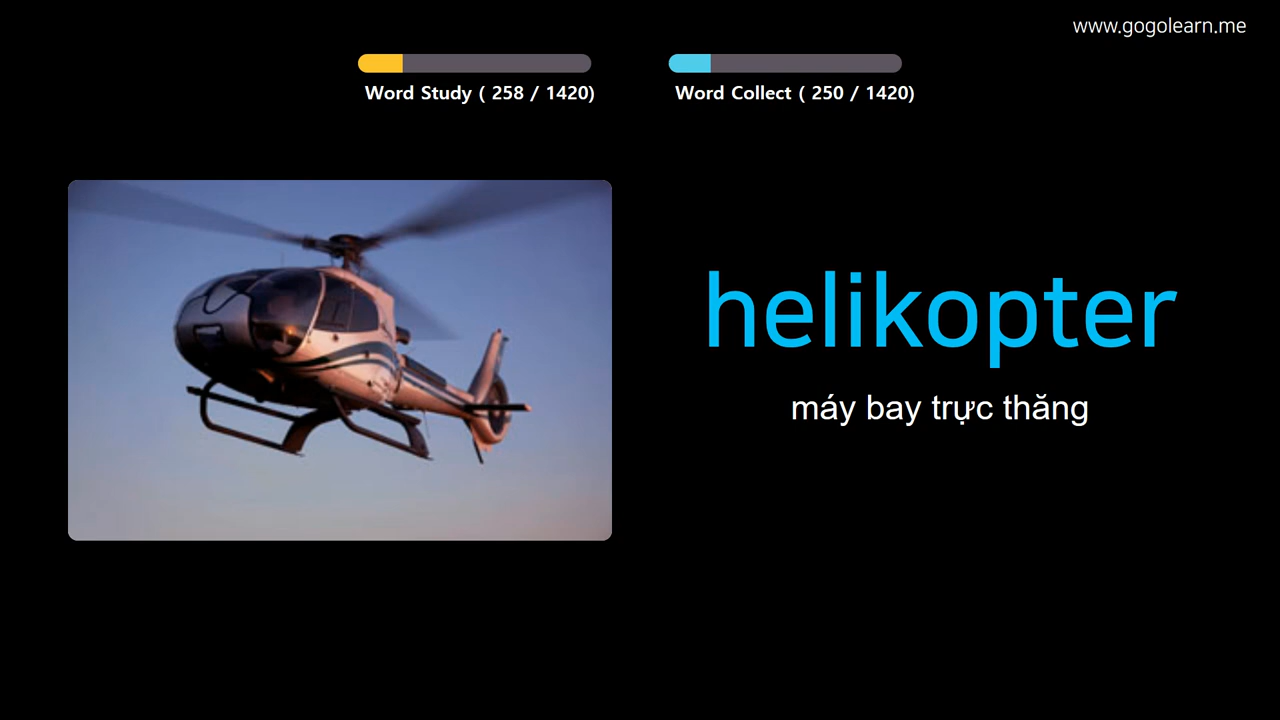 www.gogolearn.me
Word Study ( 258 / 1420)
Word Collect ( 250 / 1420)
helikopter
máy bay trực thăng